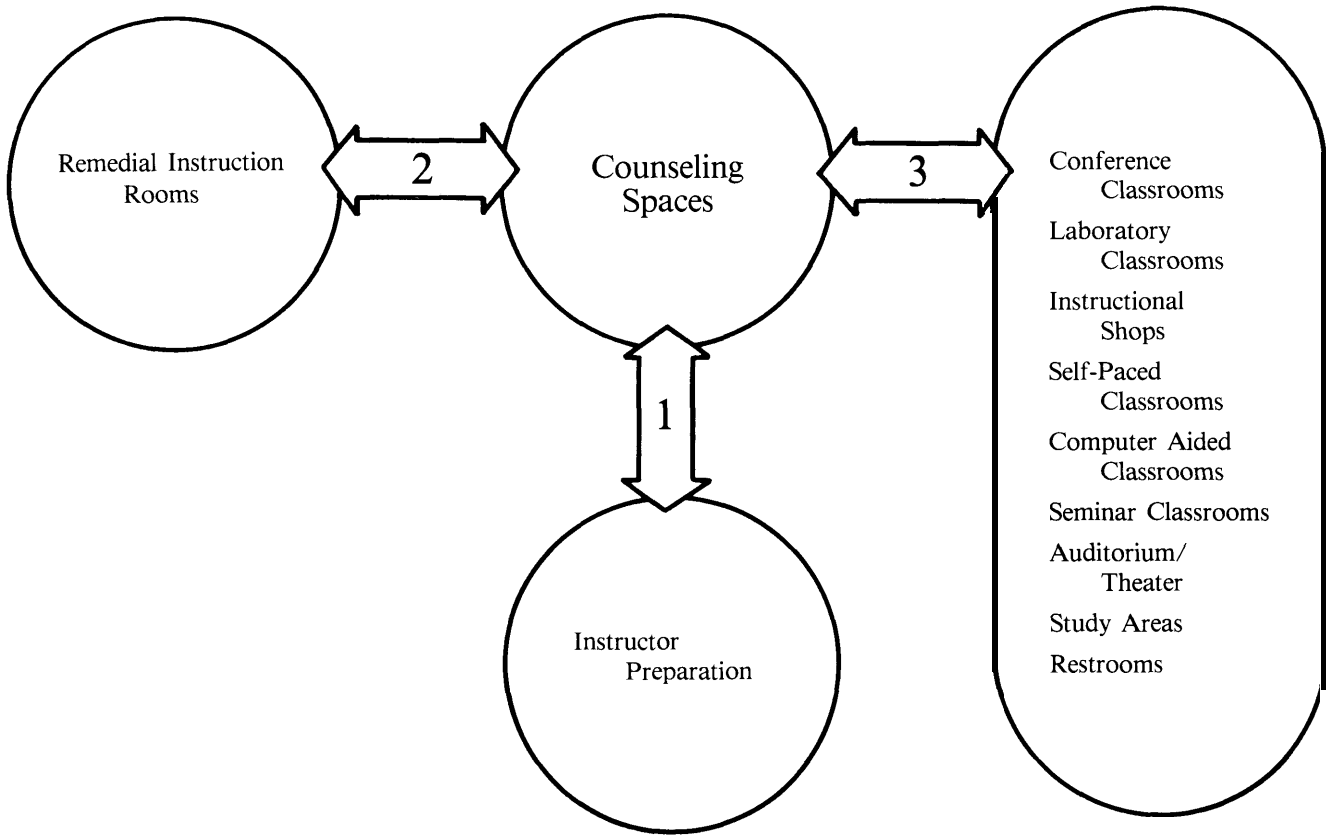 Remedial Instruction
Rooms
2
Counseling
Spaces
3
Conference
Classrooms
Laboratory
Classrooms
Instructional
Shops
Self-Paced
Classrooms
Computer Aided
Classrooms
Seminar Classrooms
Auditorium/
Theater
Study Areas
Restrooms
1
Instructor
Preparation